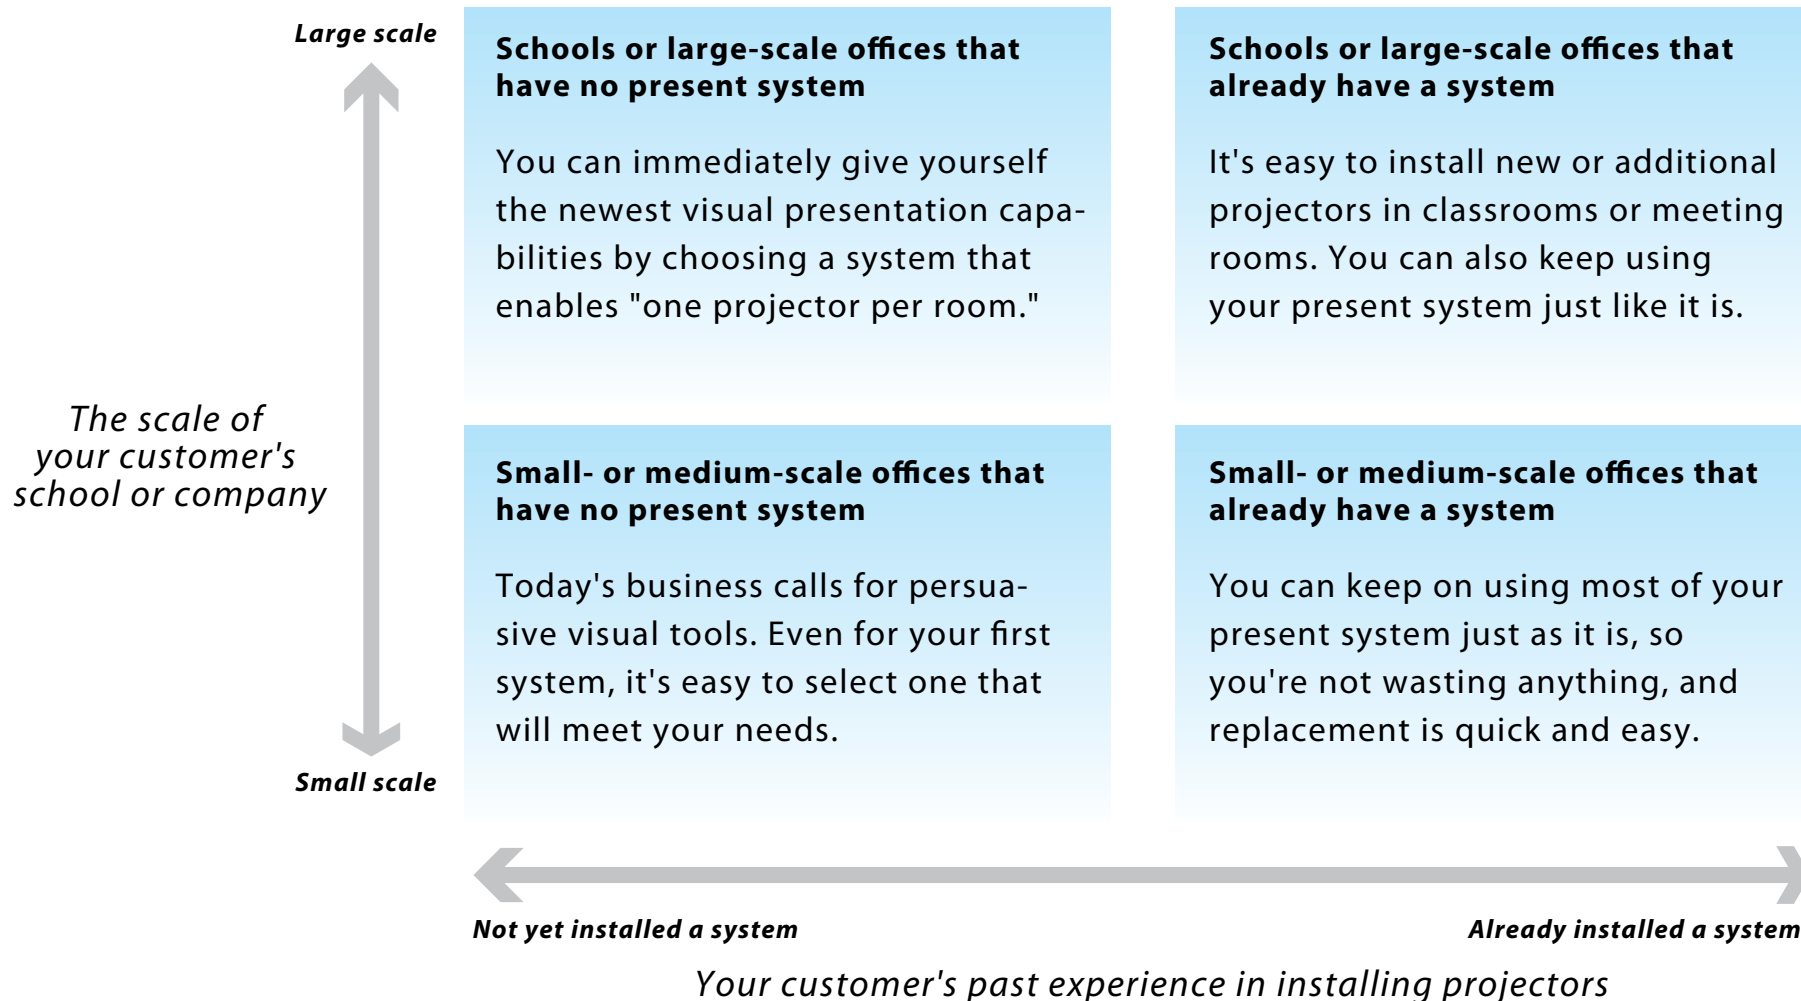 Large scale
Schools or large-scale offices that
have no present system
You can immediately give yourself
the newest visual presentation capa-
bilities by choosing a system that
enables "one projector per room."
Schools or large-scale offices that
already have a system
It's easy to install new or additional
projectors in classrooms or meeting
rooms. You can also keep using
your present system just like it is.
The scale of
your customer's
school or company
Small- or medium-scale offices that
have no present system
Today's business calls for persua-
sive visual tools. Even for your first
system, it's easy to select one that
will meet your needs.
Small- or medium-scale offices that
already have a system
You can keep on using most of your
present system just as it is, so
you're not wasting anything, and
replacement is quick and easy.
Small scale
Not yet installed a system
Already installed a system
Your customer's past experience in installing projectors